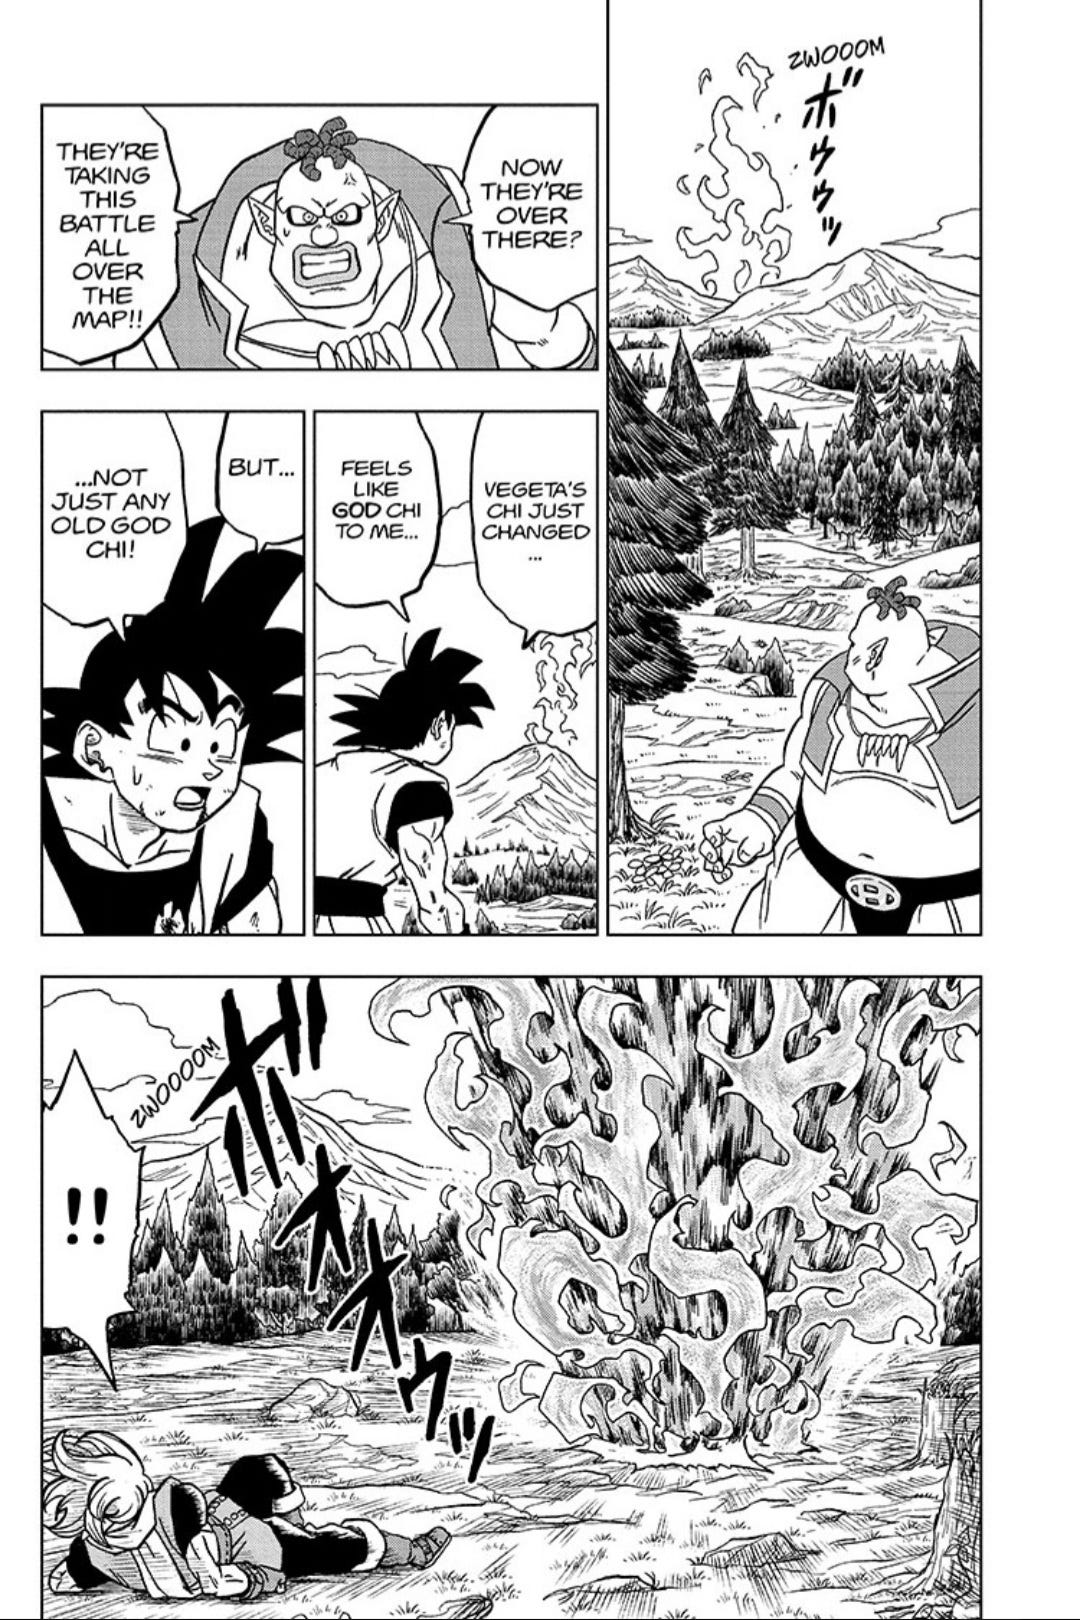 ZWOOOM
ボウゥッ
NOW
THEY'RE
OVER
THERE?
THEY'RE
TAKING
THIS
BATTLE
ALL
OVER
THE
MAP!!
VEGETA'S
CHI JUST
CHANGED
...
FEELS
LIKE
GOD CHI
TO ME...
BUT...
...NOT
JUST ANY
OLD GOD
CHI!
ZWOOOOM
ボオオオウッ
!!